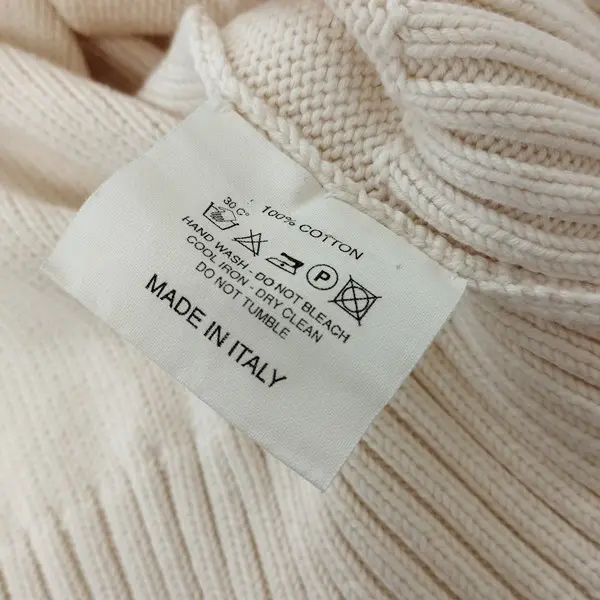 100% COTTON
30 C°
P
HAND WASH - DO NOT BLEACH
COOL IRON - DRY CLEAN
DO NOT TUMBLE
MADE IN ITALY